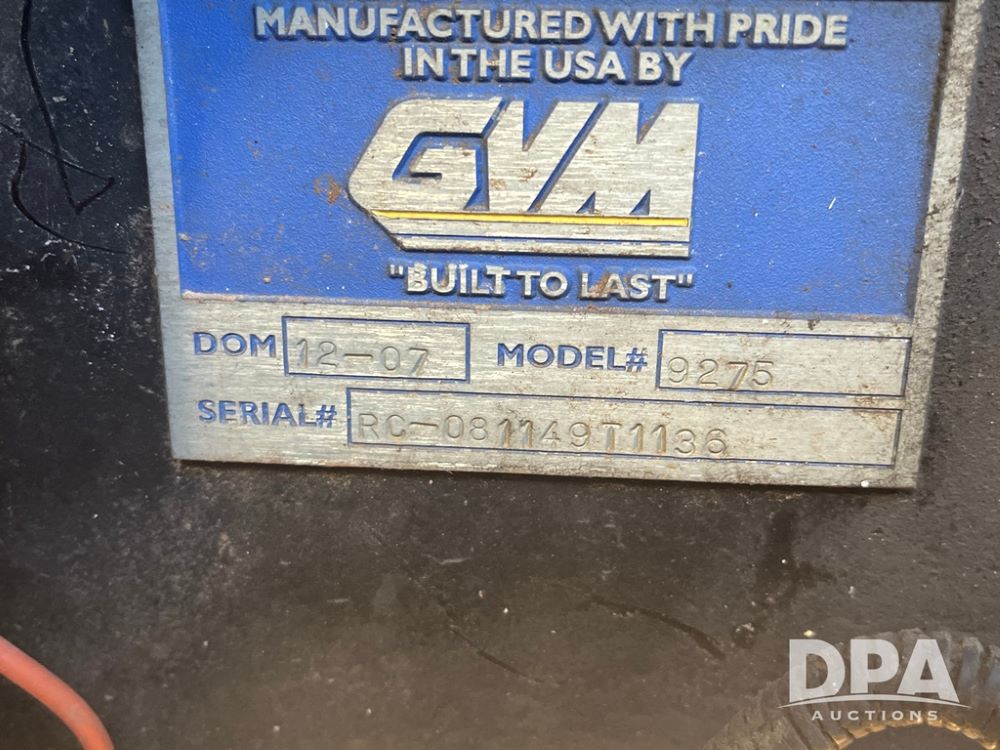 MANUFACTURED WITH PRIDE
IN THE USA BY
GVM
"BUILT TO LAST"
DOM 12-07 MODEL# 9275
SERIAL# RC-081149T1136
DPA
AUCTIONS